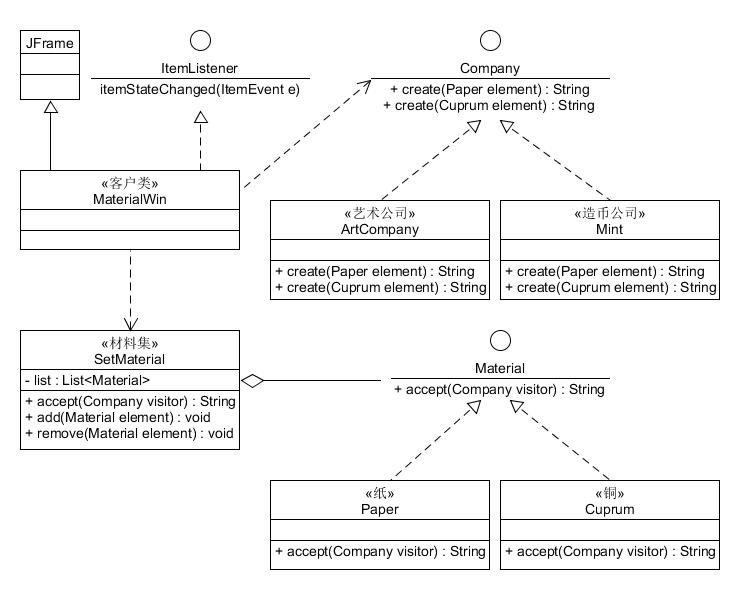 JFrame
ItemListener
itemStateChanged(ItemEvent e)
Company
+ create(Paper element) : String
+ create(Cuprum element) : String
«客户类»
MaterialWin
«艺术公司»
ArtCompany
+ create(Paper element) : String
+ create(Cuprum element) : String
«造币公司»
Mint
+ create(Paper element) : String
+ create(Cuprum element) : String
«材料集»
SetMaterial
- list : List<Material>
+ accept(Company visitor) : String
+ add(Material element) : void
+ remove(Material element) : void
Material
+ accept(Company visitor) : String
«纸»
Paper
+ accept(Company visitor) : String
«铜»
Cuprum
+ accept(Company visitor) : String